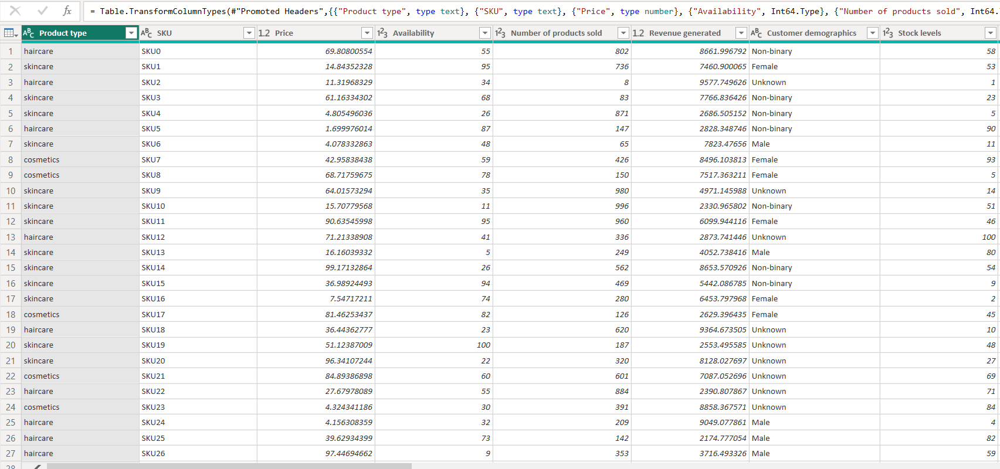 fx = Table.TransformColumnTypes(#"Promoted Headers",{{"Product type", type text}, {"SKU", type text}, {"Price", type number}, {"Availability", Int64.Type}, {"Number of products sold", Int64.
ABC Product type ABC SKU 1.2 Price 123 Availability 123 Number of products sold 1.2 Revenue generated ABC Customer demographics 123 Stock levels
1 haircare SKU0 69.80800554 55 802 8661.996792 Non-binary 58
2 skincare SKU1 14.84352328 95 736 7460.900065 Female 53
3 haircare SKU2 11.31968329 34 8 9577.749626 Unknown 1
4 skincare SKU3 61.16334302 68 83 7766.836426 Non-binary 23
5 skincare SKU4 4.805496036 26 871 2686.505152 Non-binary 5
6 haircare SKU5 1.699976014 87 147 2828.348746 Non-binary 90
7 skincare SKU6 4.078332863 48 65 7823.47656 Male 11
8 cosmetics SKU7 42.95838438 59 426 8496.103813 Female 93
9 cosmetics SKU8 68.71759675 78 150 7517.363211 Female 5
10 skincare SKU9 64.01573294 35 980 4971.145988 Unknown 14
11 skincare SKU10 15.70779568 11 996 2330.965802 Non-binary 51
12 skincare SKU11 90.63545998 95 960 6099.944116 Female 46
13 haircare SKU12 71.21338908 41 336 2873.741446 Unknown 100
14 skincare SKU13 16.16039332 5 249 4052.738416 Male 80
15 skincare SKU14 99.17132864 26 562 8653.570926 Non-binary 54
16 skincare SKU15 36.98924493 94 469 5442.086785 Non-binary 9
17 skincare SKU16 7.54717211 74 280 6453.797968 Female 2
18 cosmetics SKU17 81.46253437 82 126 2629.396435 Female 45
19 haircare SKU18 36.44362777 23 620 9364.673505 Unknown 10
20 skincare SKU19 51.12387009 100 187 2553.495585 Unknown 48
21 skincare SKU20 96.34107244 22 320 8128.027697 Unknown 27
22 cosmetics SKU21 84.89386898 60 601 7087.052696 Unknown 69
23 haircare SKU22 27.67978089 55 884 2390.807867 Unknown 71
24 cosmetics SKU23 4.324341186 30 391 8858.367571 Unknown 84
25 haircare SKU24 4.156308359 32 209 9049.077861 Male 4
26 haircare SKU25 39.62934399 73 142 2174.777054 Male 82
27 haircare SKU26 97.44694662 9 353 3716.493326 Male 59
28